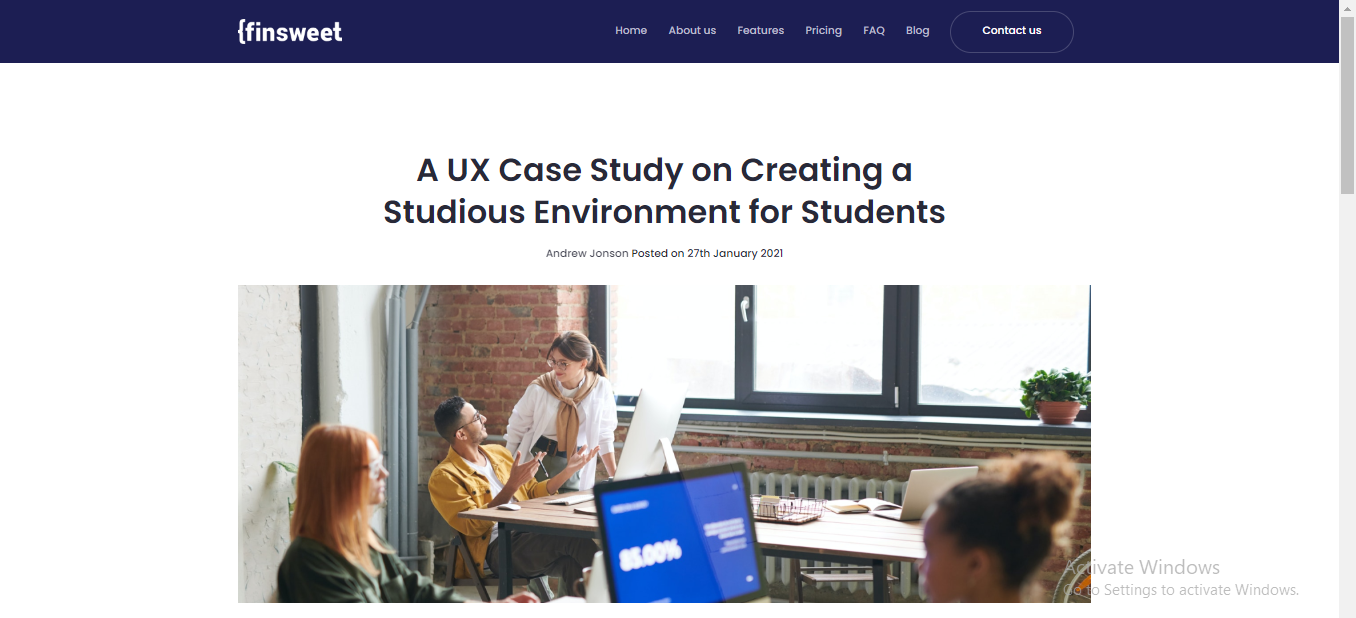 {finsweet
Home About us Features Pricing FAQ Blog Contact us
A UX Case Study on Creating a
Studious Environment for Students
Andrew Jonson Posted on 27th January 2021
85.00%
Activate Windows
Go to Settings to activate Windows.